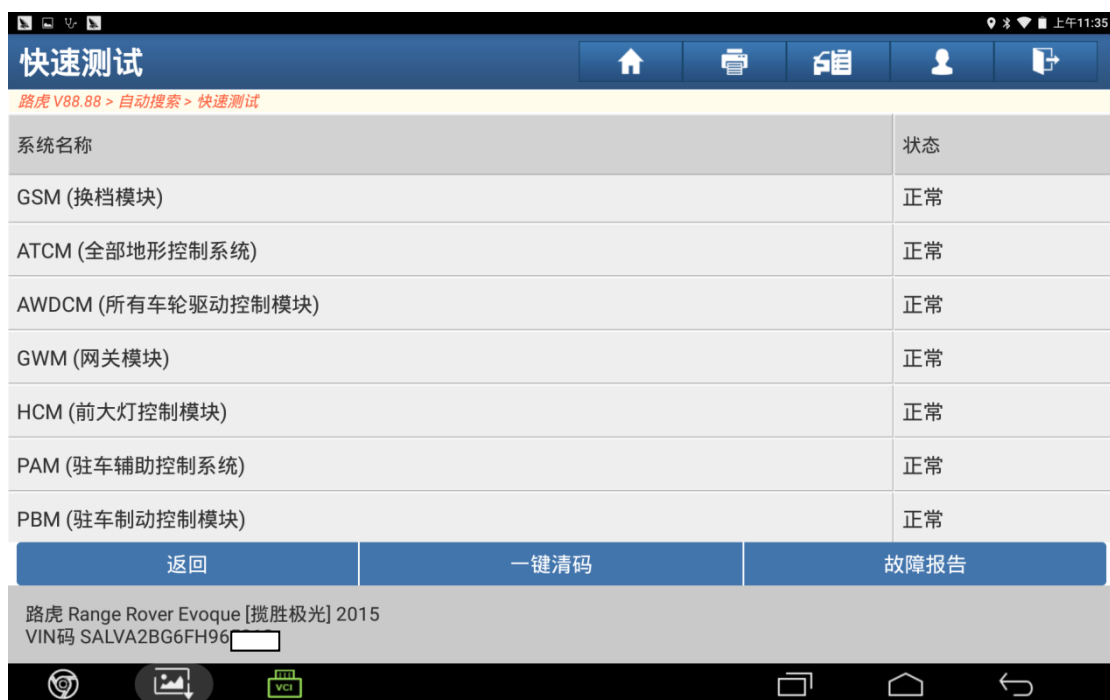 上午11:35
快速测试
路虎 V88.88 > 自动搜索 > 快速测试
系统名称 状态
GSM (换档模块) 正常
ATCM (全部地形控制系统) 正常
AWDCM (所有车轮驱动控制模块) 正常
GWM (网关模块) 正常
HCM (前大灯控制模块) 正常
PAM (驻车辅助控制系统) 正常
PBM (驻车制动控制模块) 正常
返回 一键清码 故障报告
路虎 Range Rover Evoque [揽胜极光] 2015
VIN码 SALVA2BG6FH96
VCI